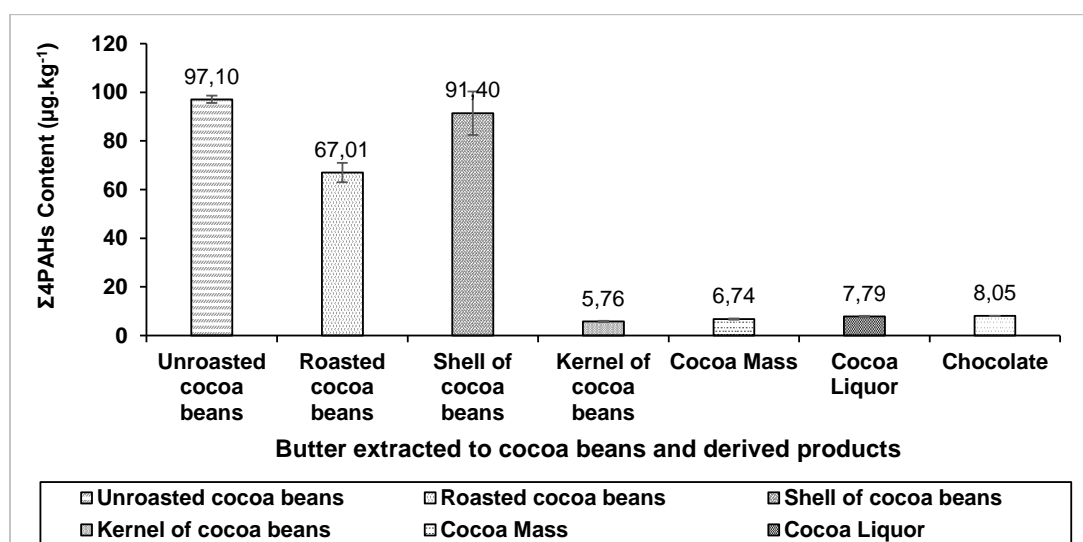 120
97,10
91,40
100
80
67,01
60
40
20
5,76
6,74
7,79
8,05
0
Σ4PAHs Content (µg.kg⁻¹)
Unroasted cocoa beans
Roasted cocoa beans
Shell of cocoa beans
Kernel of cocoa beans
Cocoa Mass
Cocoa Liquor
Chocolate
Butter extracted to cocoa beans and derived products
Unroasted cocoa beans
Roasted cocoa beans
Shell of cocoa beans
Kernel of cocoa beans
Cocoa Mass
Cocoa Liquor